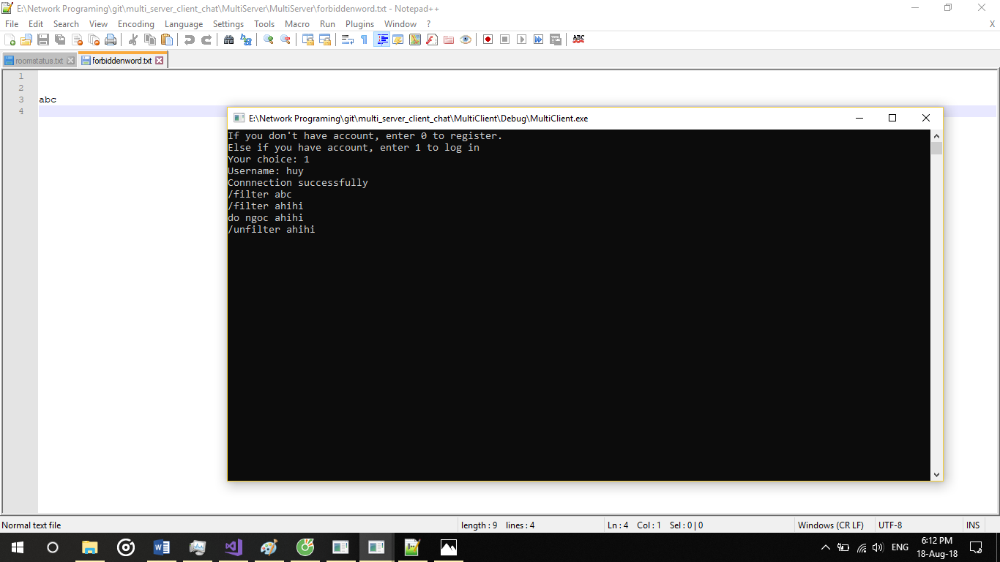 E:\Network Programing\git\multi_server_client_chat\MultiServer\MultiServer\forbiddenword.txt - Notepad++
File Edit Search View Encoding Language Settings Tools Macro Run Plugins Window ? X
ABC
roomstatus.txt forbiddenword.txt
1
2
3 abc
4
E:\Network Programing\git\multi_server_client_chat\MultiClient\Debug\MultiClient.exe
If you don't have account, enter 0 to register.
Else if you have account, enter 1 to log in
Your choice: 1
Username: huy
Connnection successfully
/filter abc
/filter ahihi
do ngoc ahihi
/unfilter ahihi
Normal text file length : 9 lines : 4 Ln : 4 Col : 1 Sel : 0 | 0 Windows (CR LF) UTF-8 INS
ENG 6:12 PM
18-Aug-18